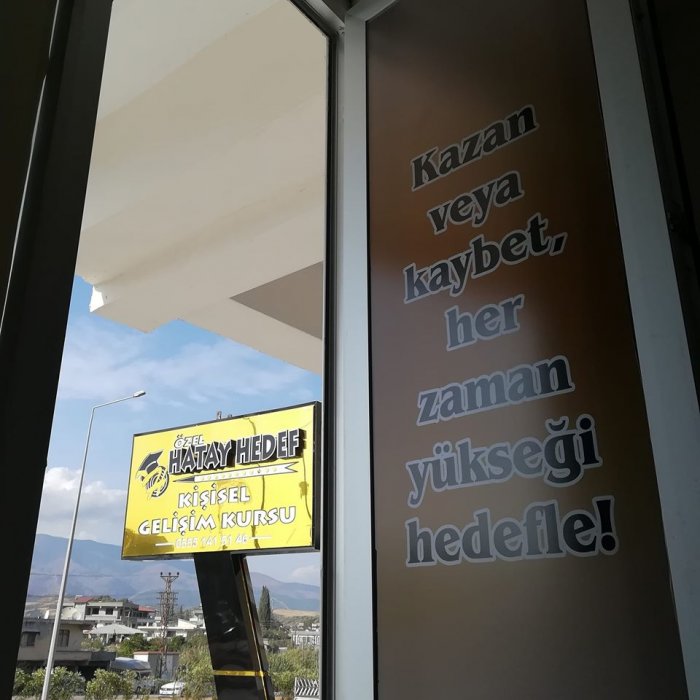 ÖZEL
HATAY HEDEF
KİŞİSEL
GELİŞİM KURSU
Kazan
veya
kaybet,
her
zaman
yükseği
hedefle!